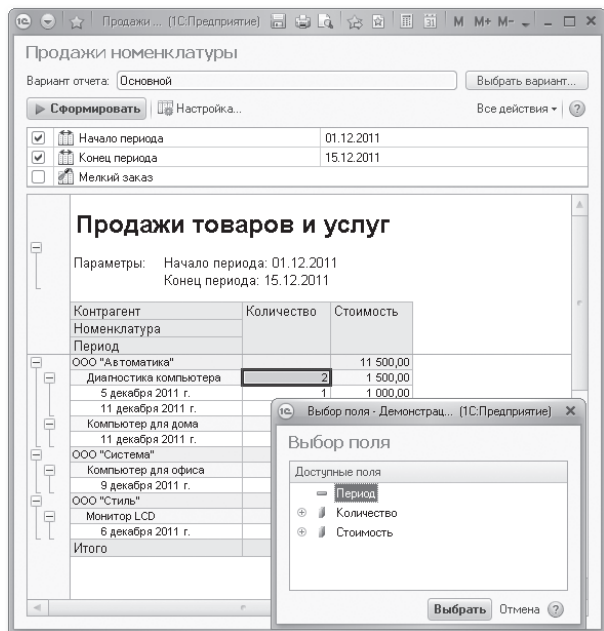 1С Продажи ... (1С:Предприятие) M M+ M-
Продажи номенклатуры
Вариант отчета: Основной Выбрать вариант...
Сформировать Настройка... Все действия ?
Начало периода 01.12.2011
Конец периода 15.12.2011
Мелкий заказ
Продажи товаров и услуг
Параметры: Начало периода: 01.12.2011
Конец периода: 15.12.2011
Контрагент Количество Стоимость
Номенклатура
Период
ООО "Автоматика" 11 500,00
Диагностика компьютера 2 1 500,00
5 декабря 2011 г. 1 1 000,00
11 декабря 2011 г.
Компьютер для дома
11 декабря 2011 г.
ООО "Система"
Компьютер для офиса
9 декабря 2011 г.
ООО "Стиль"
Монитор LCD
6 декабря 2011 г.
Итого
1С Выбор поля - Демонстрац... (1С:Предприятие)
Выбор поля
Доступные поля
Период
Количество
Стоимость
Выбрать Отмена ?